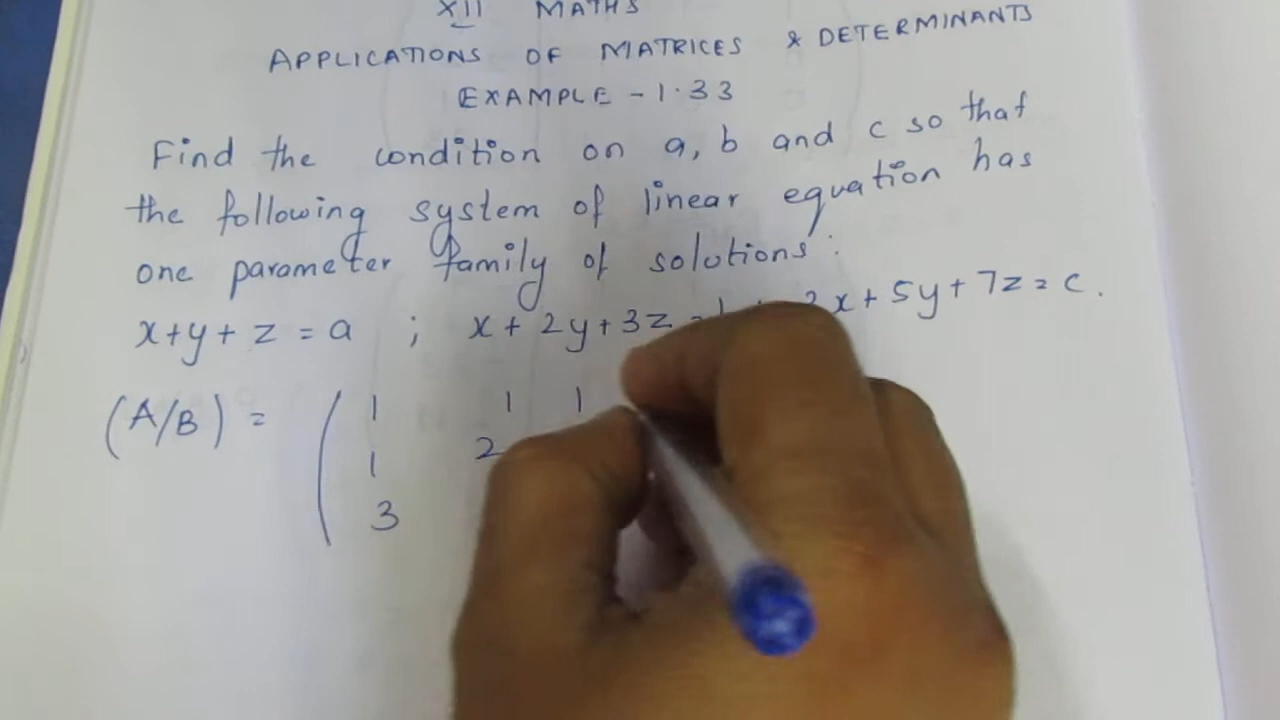 XII MATHS
APPLICATIONS OF MATRICES & DETERMINANTS
EXAMPLE - 1.33
Find the condition on a, b and c so that
the following system of linear equation has
one parameter family of solutions:
x+y+z = a ; x+2y+3z x+5y+7z = c.
(A/B) = ( 1 1 1
1 2
3